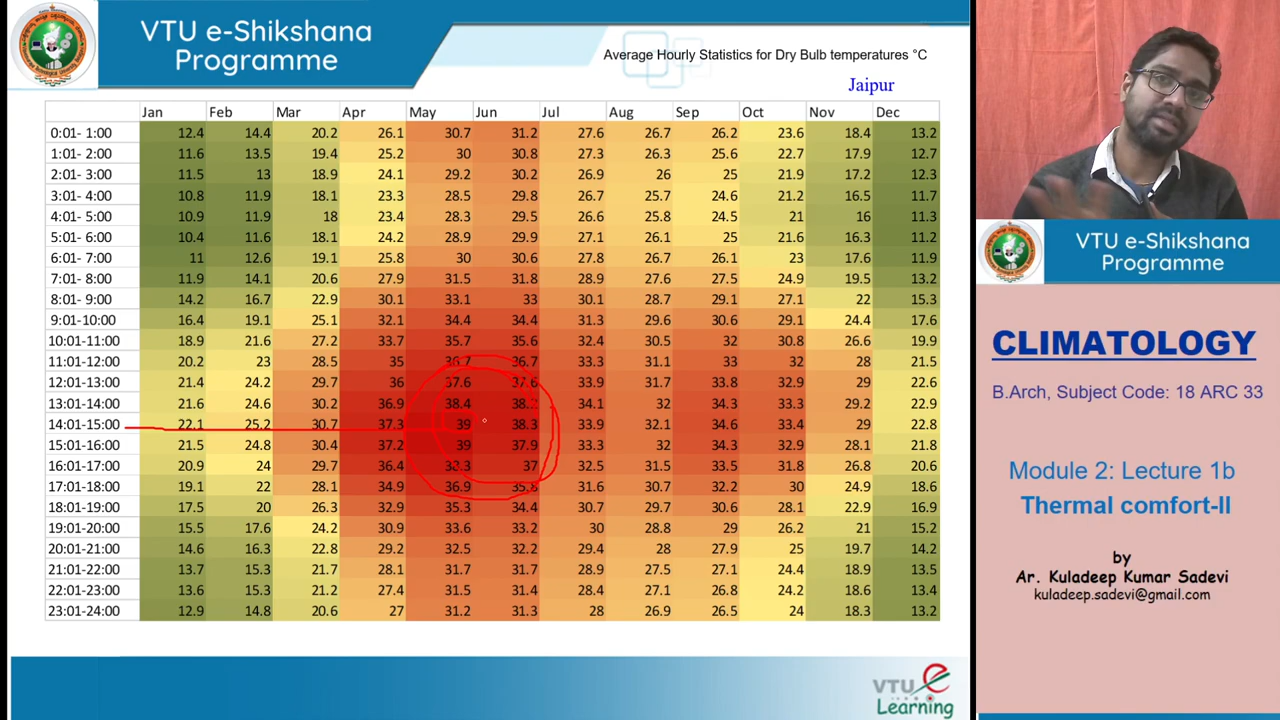 VTU e-Shikshana
Programme
Average Hourly Statistics for Dry Bulb temperatures °C
Jaipur
Jan Feb Mar Apr May Jun Jul Aug Sep Oct Nov Dec
0:01- 1:00 12.4 14.4 20.2 26.1 30.7 31.2 27.6 26.7 26.2 23.6 18.4 13.2
1:01- 2:00 11.6 13.5 19.4 25.2 30 30.8 27.3 26.3 25.6 22.7 17.9 12.7
2:01- 3:00 11.5 13 18.9 24.1 29.2 30.2 26.9 26 25 21.9 17.2 12.3
3:01- 4:00 10.8 11.9 18.1 23.3 28.5 29.8 26.7 25.7 24.6 21.2 16.5 11.7
4:01- 5:00 10.9 11.9 18 23.4 28.3 29.5 26.6 25.8 24.5 21 16 11.3
5:01- 6:00 10.4 11.6 18.1 24.2 28.9 29.9 27.1 26.1 25 21.6 16.3 11.2
6:01- 7:00 11 12.6 19.1 25.8 30 30.6 27.8 26.7 26.1 23 17.6 11.9
7:01- 8:00 11.9 14.1 20.6 27.9 31.5 31.8 28.9 27.6 27.5 24.9 19.5 13.2
8:01- 9:00 14.2 16.7 22.9 30.1 33.1 33 30.1 28.7 29.1 27.1 22 15.3
9:01-10:00 16.4 19.1 25.1 32.1 34.4 34.4 31.3 29.6 30.6 29.1 24.4 17.6
10:01-11:00 18.9 21.6 27.2 33.7 35.7 35.6 32.4 30.5 32 30.8 26.6 19.9
11:01-12:00 20.2 23 28.5 35 36.7 36.7 33.3 31.1 33 32 28 21.5
12:01-13:00 21.4 24.2 29.7 36 37.6 37.6 33.9 31.7 33.8 32.9 29 22.6
13:01-14:00 21.6 24.6 30.2 36.9 38.4 34.1 32 34.3 33.3 29.2 22.9
14:01-15:00 22.1 25.2 30.7 37.3 39 38.3 33.9 32.1 34.6 33.4 29 22.8
15:01-16:00 21.5 24.8 30.4 37.2 39 37.9 33.3 32 34.3 32.9 28.1 21.8
16:01-17:00 20.9 24 29.7 36.4 37 32.5 31.5 33.5 31.8 26.8 20.6
17:01-18:00 19.1 22 28.1 34.9 36.9 31.6 30.7 32.2 30 24.9 18.6
18:01-19:00 17.5 20 26.3 32.9 35.3 34.4 30.7 29.7 30.6 28.1 22.9 16.9
19:01-20:00 15.5 17.6 24.2 30.9 33.6 33.2 30 28.8 29 26.2 21 15.2
20:01-21:00 14.6 16.3 22.8 29.2 32.5 32.2 29.4 28 27.9 25 19.7 14.2
21:01-22:00 13.7 15.3 21.7 28.1 31.7 31.7 28.9 27.5 27.1 24.4 18.9 13.5
22:01-23:00 13.6 15.3 21.2 27.4 31.5 31.4 28.4 27.1 26.8 24.2 18.6 13.4
23:01-24:00 12.9 14.8 20.6 27 31.2 31.3 28 26.9 26.5 24 18.3 13.2
VTU e
Learning
VTU e-Shikshana
Programme
CLIMATOLOGY
B.Arch, Subject Code: 18 ARC 33
Module 2: Lecture 1b
Thermal comfort-II
by
Ar. Kuladeep Kumar Sadevi
kuladeep.sadevi@gmail.com